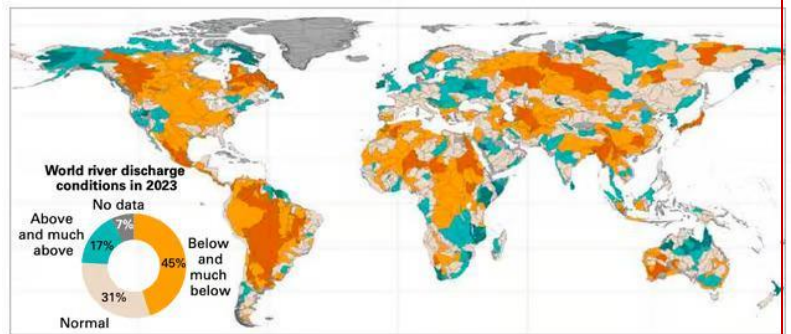 World river discharge
conditions in 2023
No data
7%
Above
and much
above
17%
Below
and
much
below
45%
31%
Normal